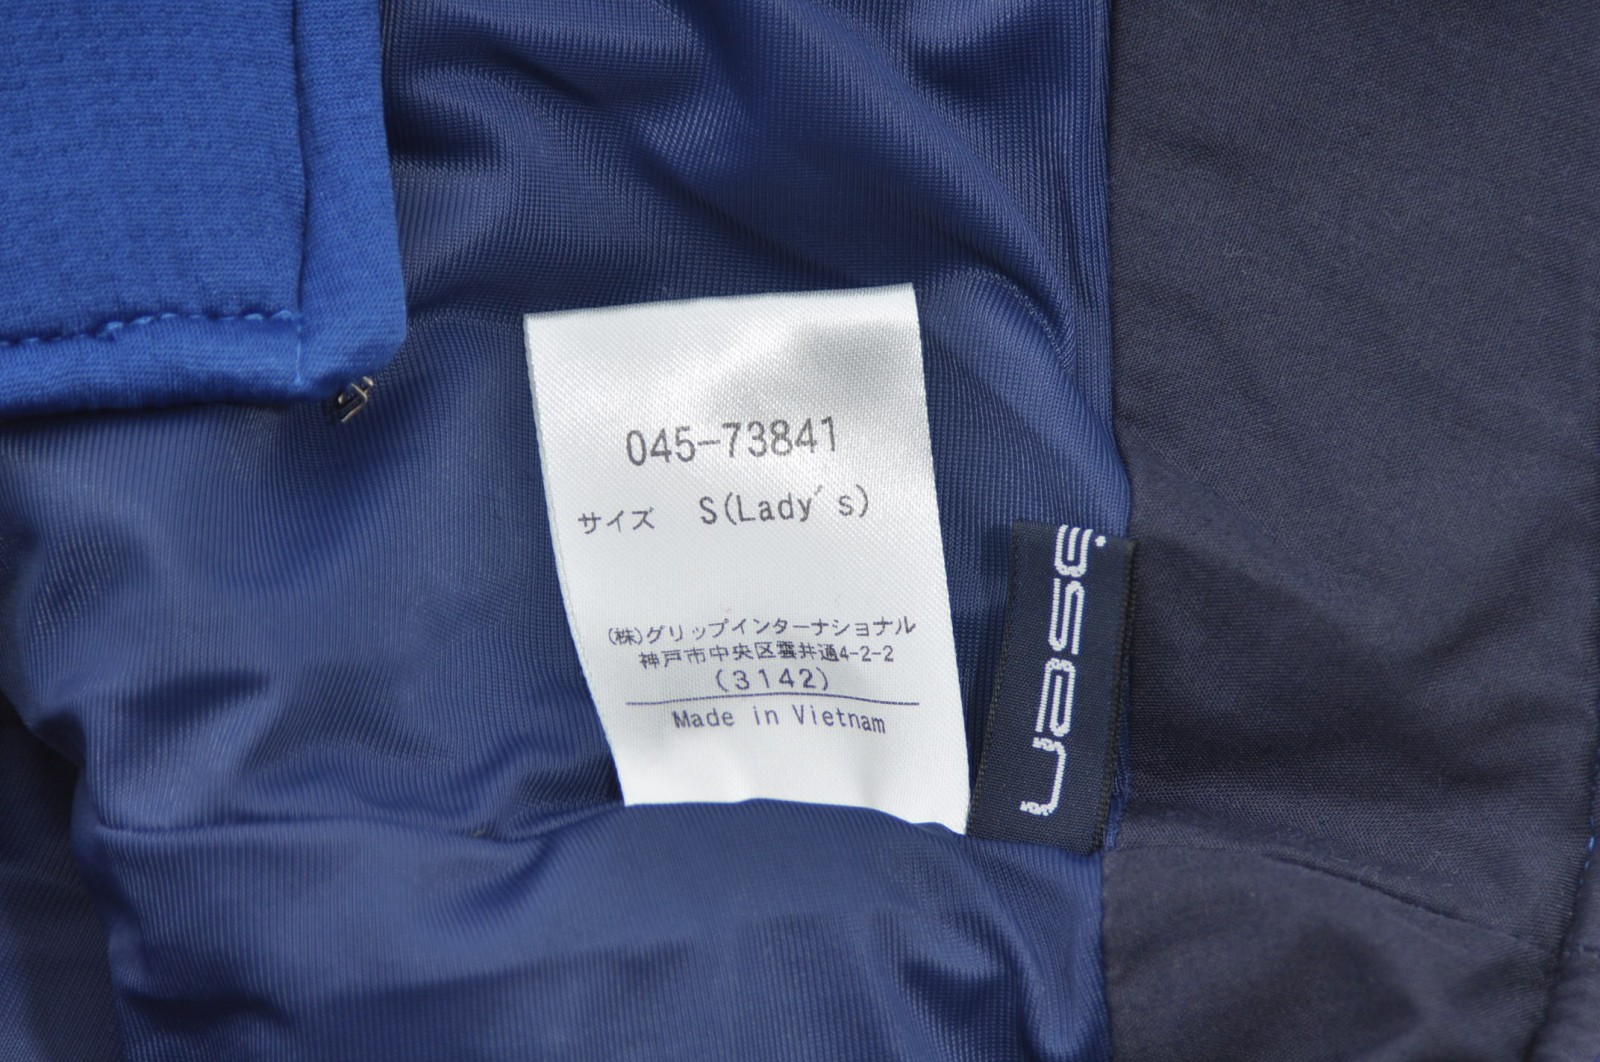 045-73841
サイズ S(Lady's)
(株)グリップインターナショナル
神戸市中央区雲井通4-2-2
(3142)
Made in Vietnam